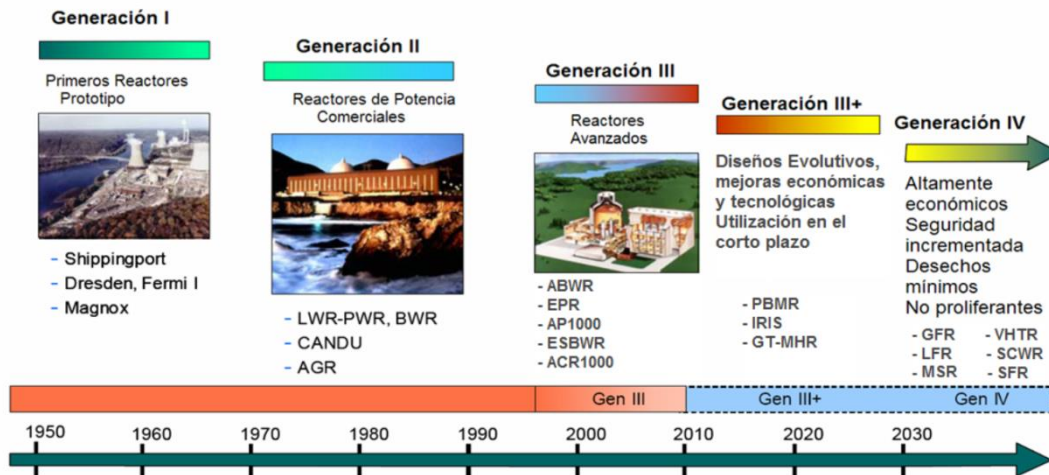 Generación I
Primeros Reactores
Prototipo
- Shippingport
- Dresden, Fermi I
- Magnox
Generación II
Reactores de Potencia
Comerciales
- LWR-PWR, BWR
- CANDU
- AGR
Generación III
Reactores
Avanzados
- ABWR
- EPR
- AP1000
- ESBWR
- ACR1000
Generación III+
Diseños Evolutivos,
mejoras económicas
y tecnológicas
Utilización en el
corto plazo
- PBMR
- IRIS
- GT-MHR
Generación IV
Altamente
económicos
Seguridad
incrementada
Desechos
mínimos
No proliferantes
- GFR - VHTR
- LFR - SCWR
- MSR - SFR
Gen III Gen III+ Gen IV
1950 1960 1970 1980 1990 2000 2010 2020 2030